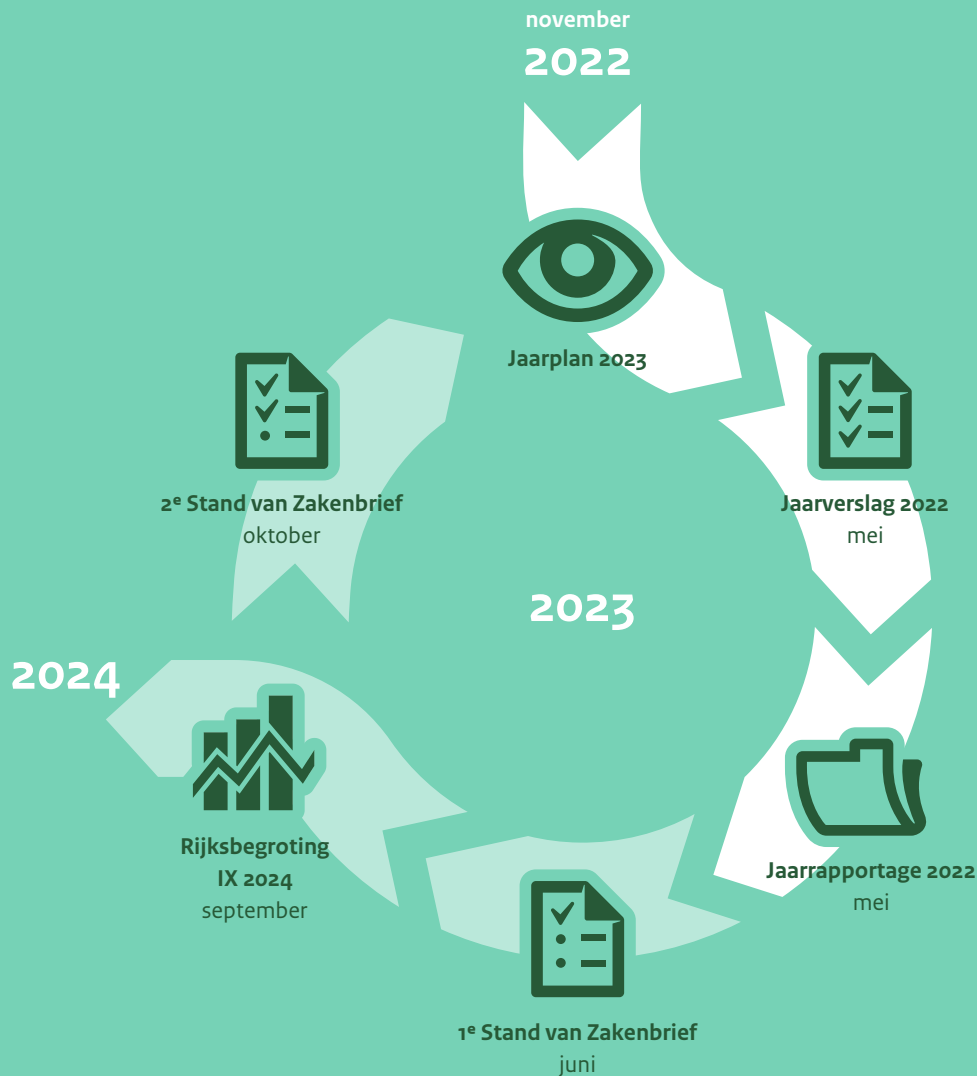 november
2022
Jaarplan 2023
Jaarverslag 2022
mei
Jaarrapportage 2022
mei
1e Stand van Zakenbrief
juni
Rijksbegroting
IX 2024
september
2024
2e Stand van Zakenbrief
oktober
2023